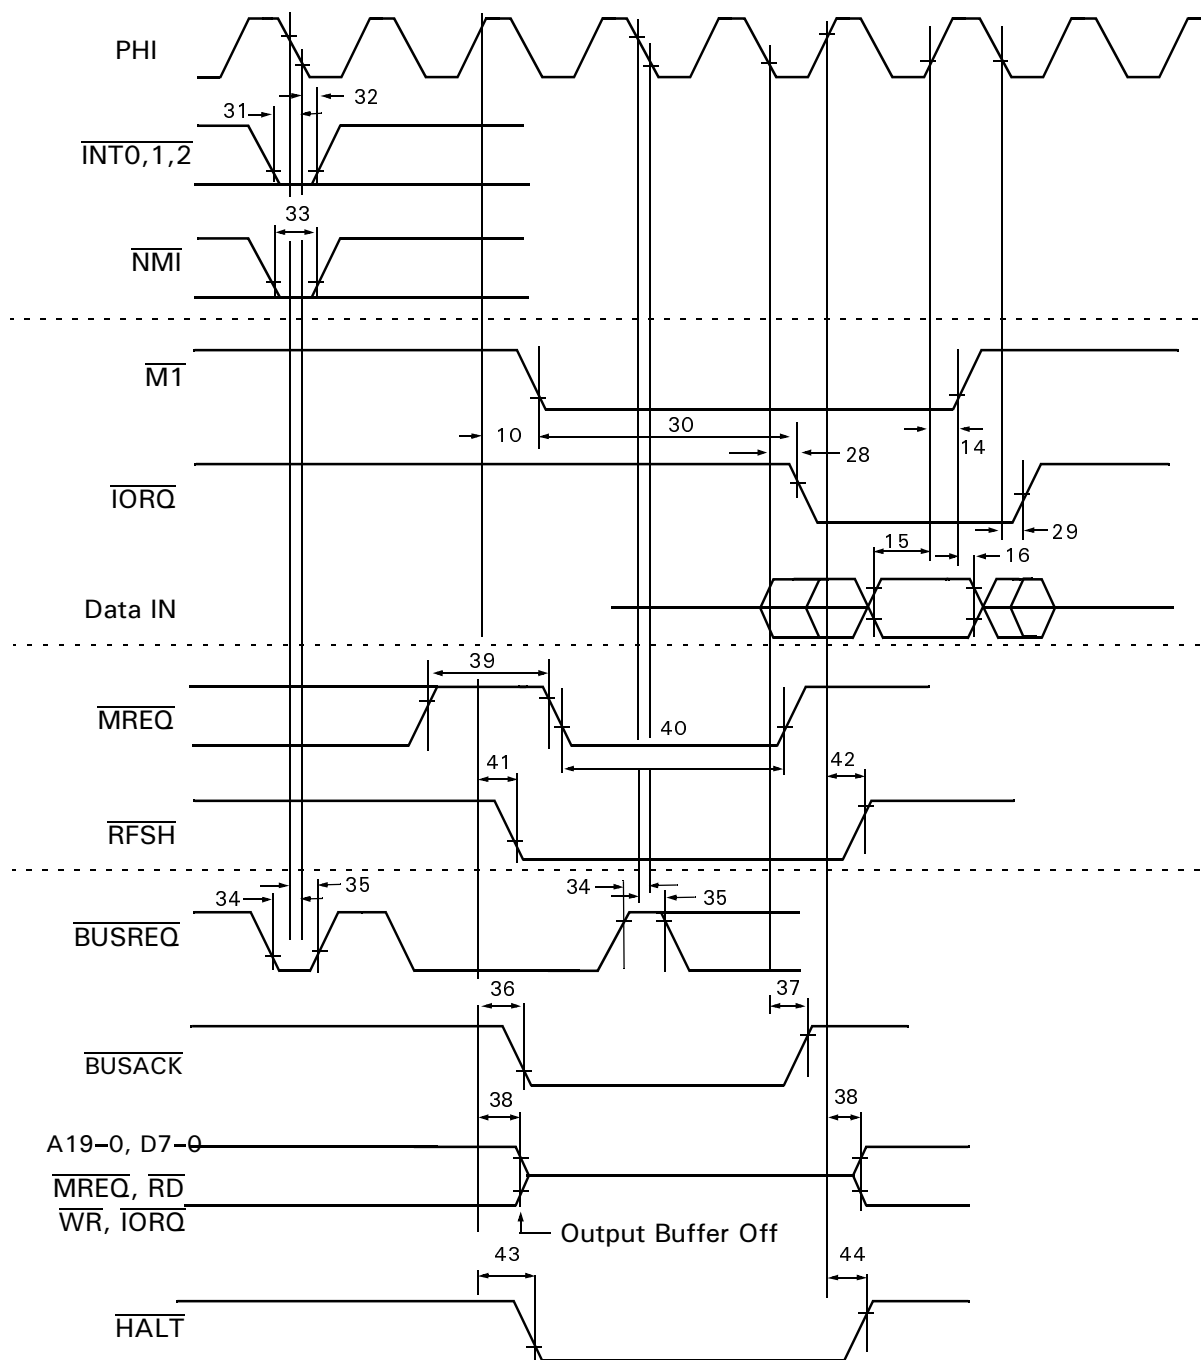 PHI
31
32
INT0,1,2
33
NMI
M1
10
30
28
14
IORQ
29
15
16
Data IN
39
MREQ
40
41
42
RFSH
34
35
34
35
BUSREQ
36
37
BUSACK
38
38
A19–0, D7–0
MREQ, RD
WR, IORQ
Output Buffer Off
43
44
HALT